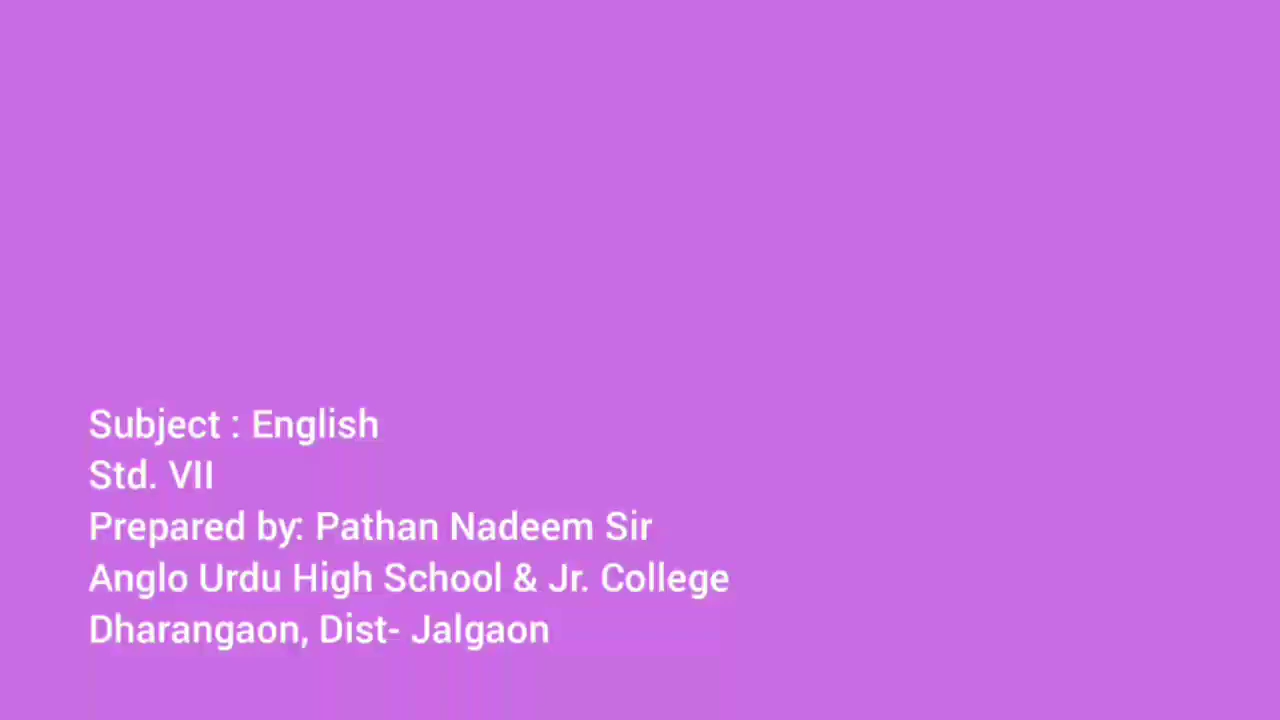 Subject : English
Std. VII
Prepared by: Pathan Nadeem Sir
Anglo Urdu High School & Jr. College
Dharangaon, Dist- Jalgaon